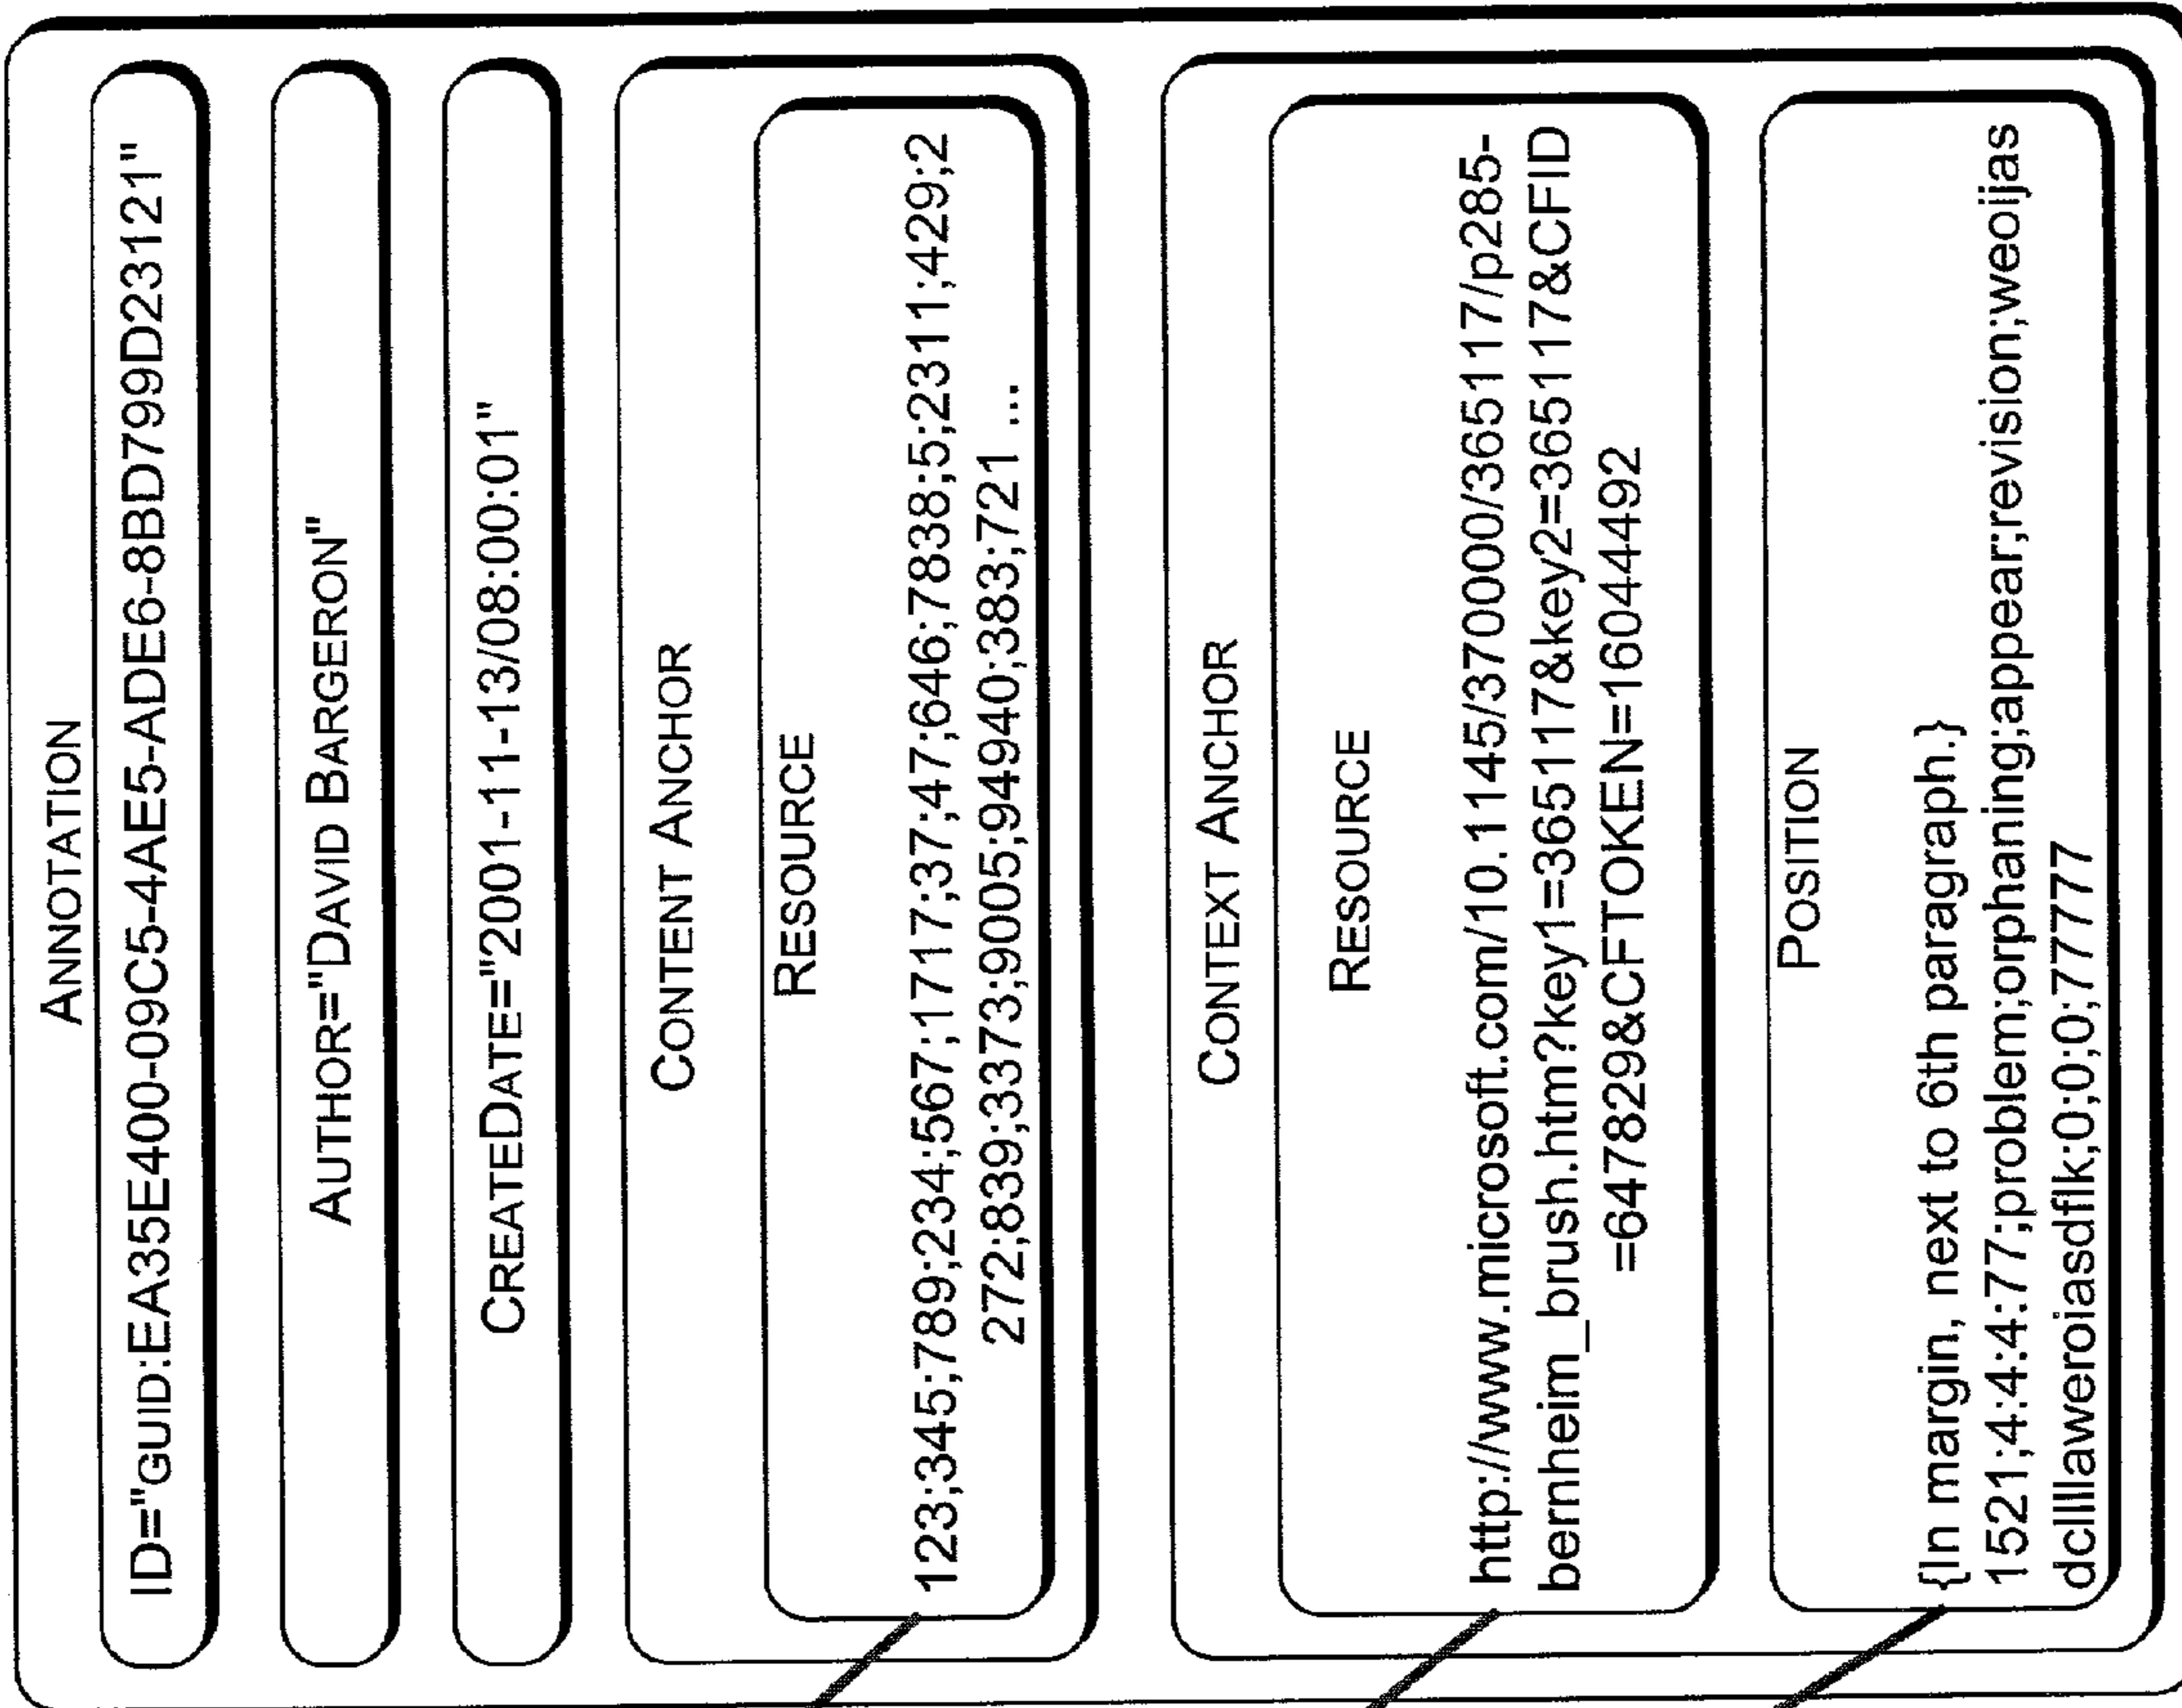 ANNOTATION
ID="GUID:EA35E400-09C5-4AE5-ADE6-8BD799D23121"
AUTHOR="DAVID BARGERON"
CREATEDATE="2001-11-13/08:00:01"
CONTENT ANCHOR
RESOURCE
123;345;789;234;567;1717;37;47;646;7838;5;2311;429;2
272;839;3373;9005;94940;383;721 ...
CONTEXT ANCHOR
RESOURCE
http://www.microsoft.com/10.1145/370000/365117/p285-
bernheim_brush.htm?key1=365117&key2=365117&CFID
=647829&CFTOKEN=16044492
POSITION
{In margin, next to 6th paragraph.}
1521;4:4:4:77;problem;orphaning;appear;revision;weoijas
dclllllaweroiasdflk;0;0;0;77777